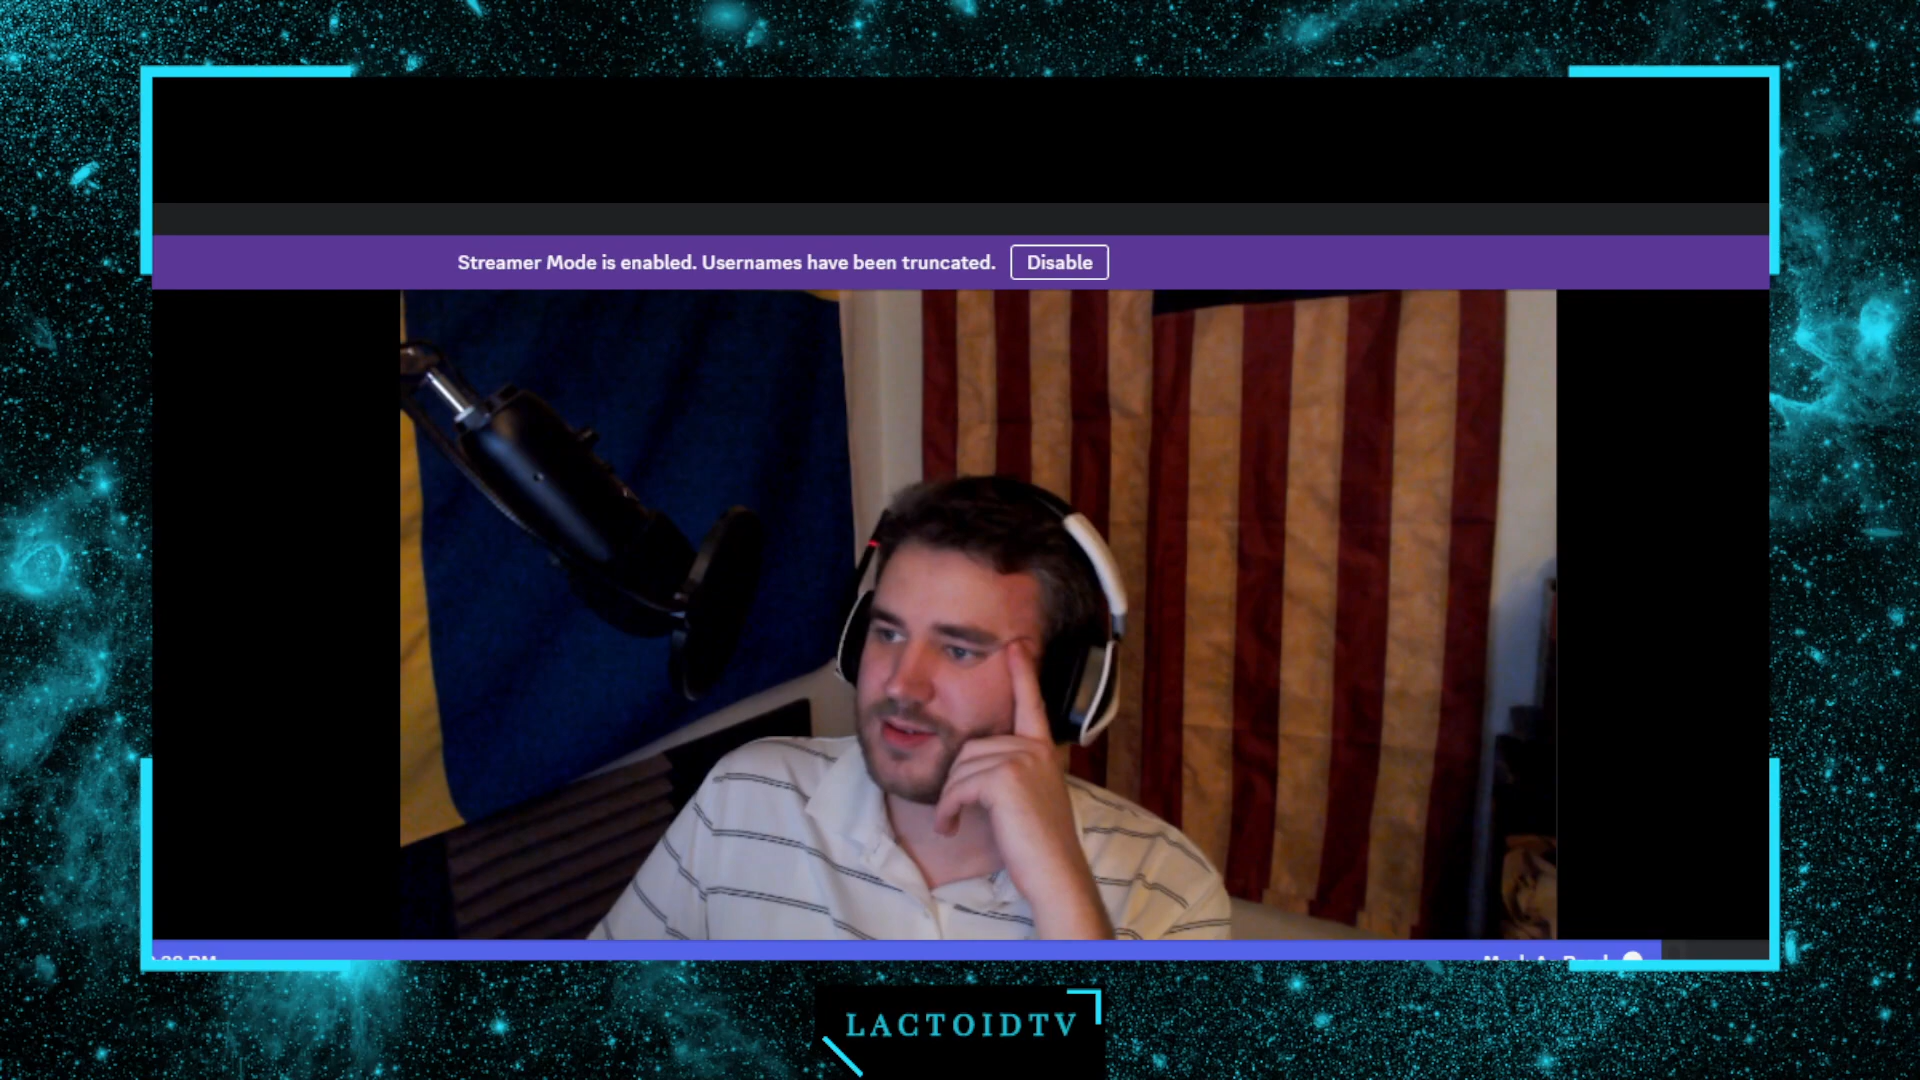 Streamer Mode is enabled. Usernames have been truncated. Disable
LACTOIDTV